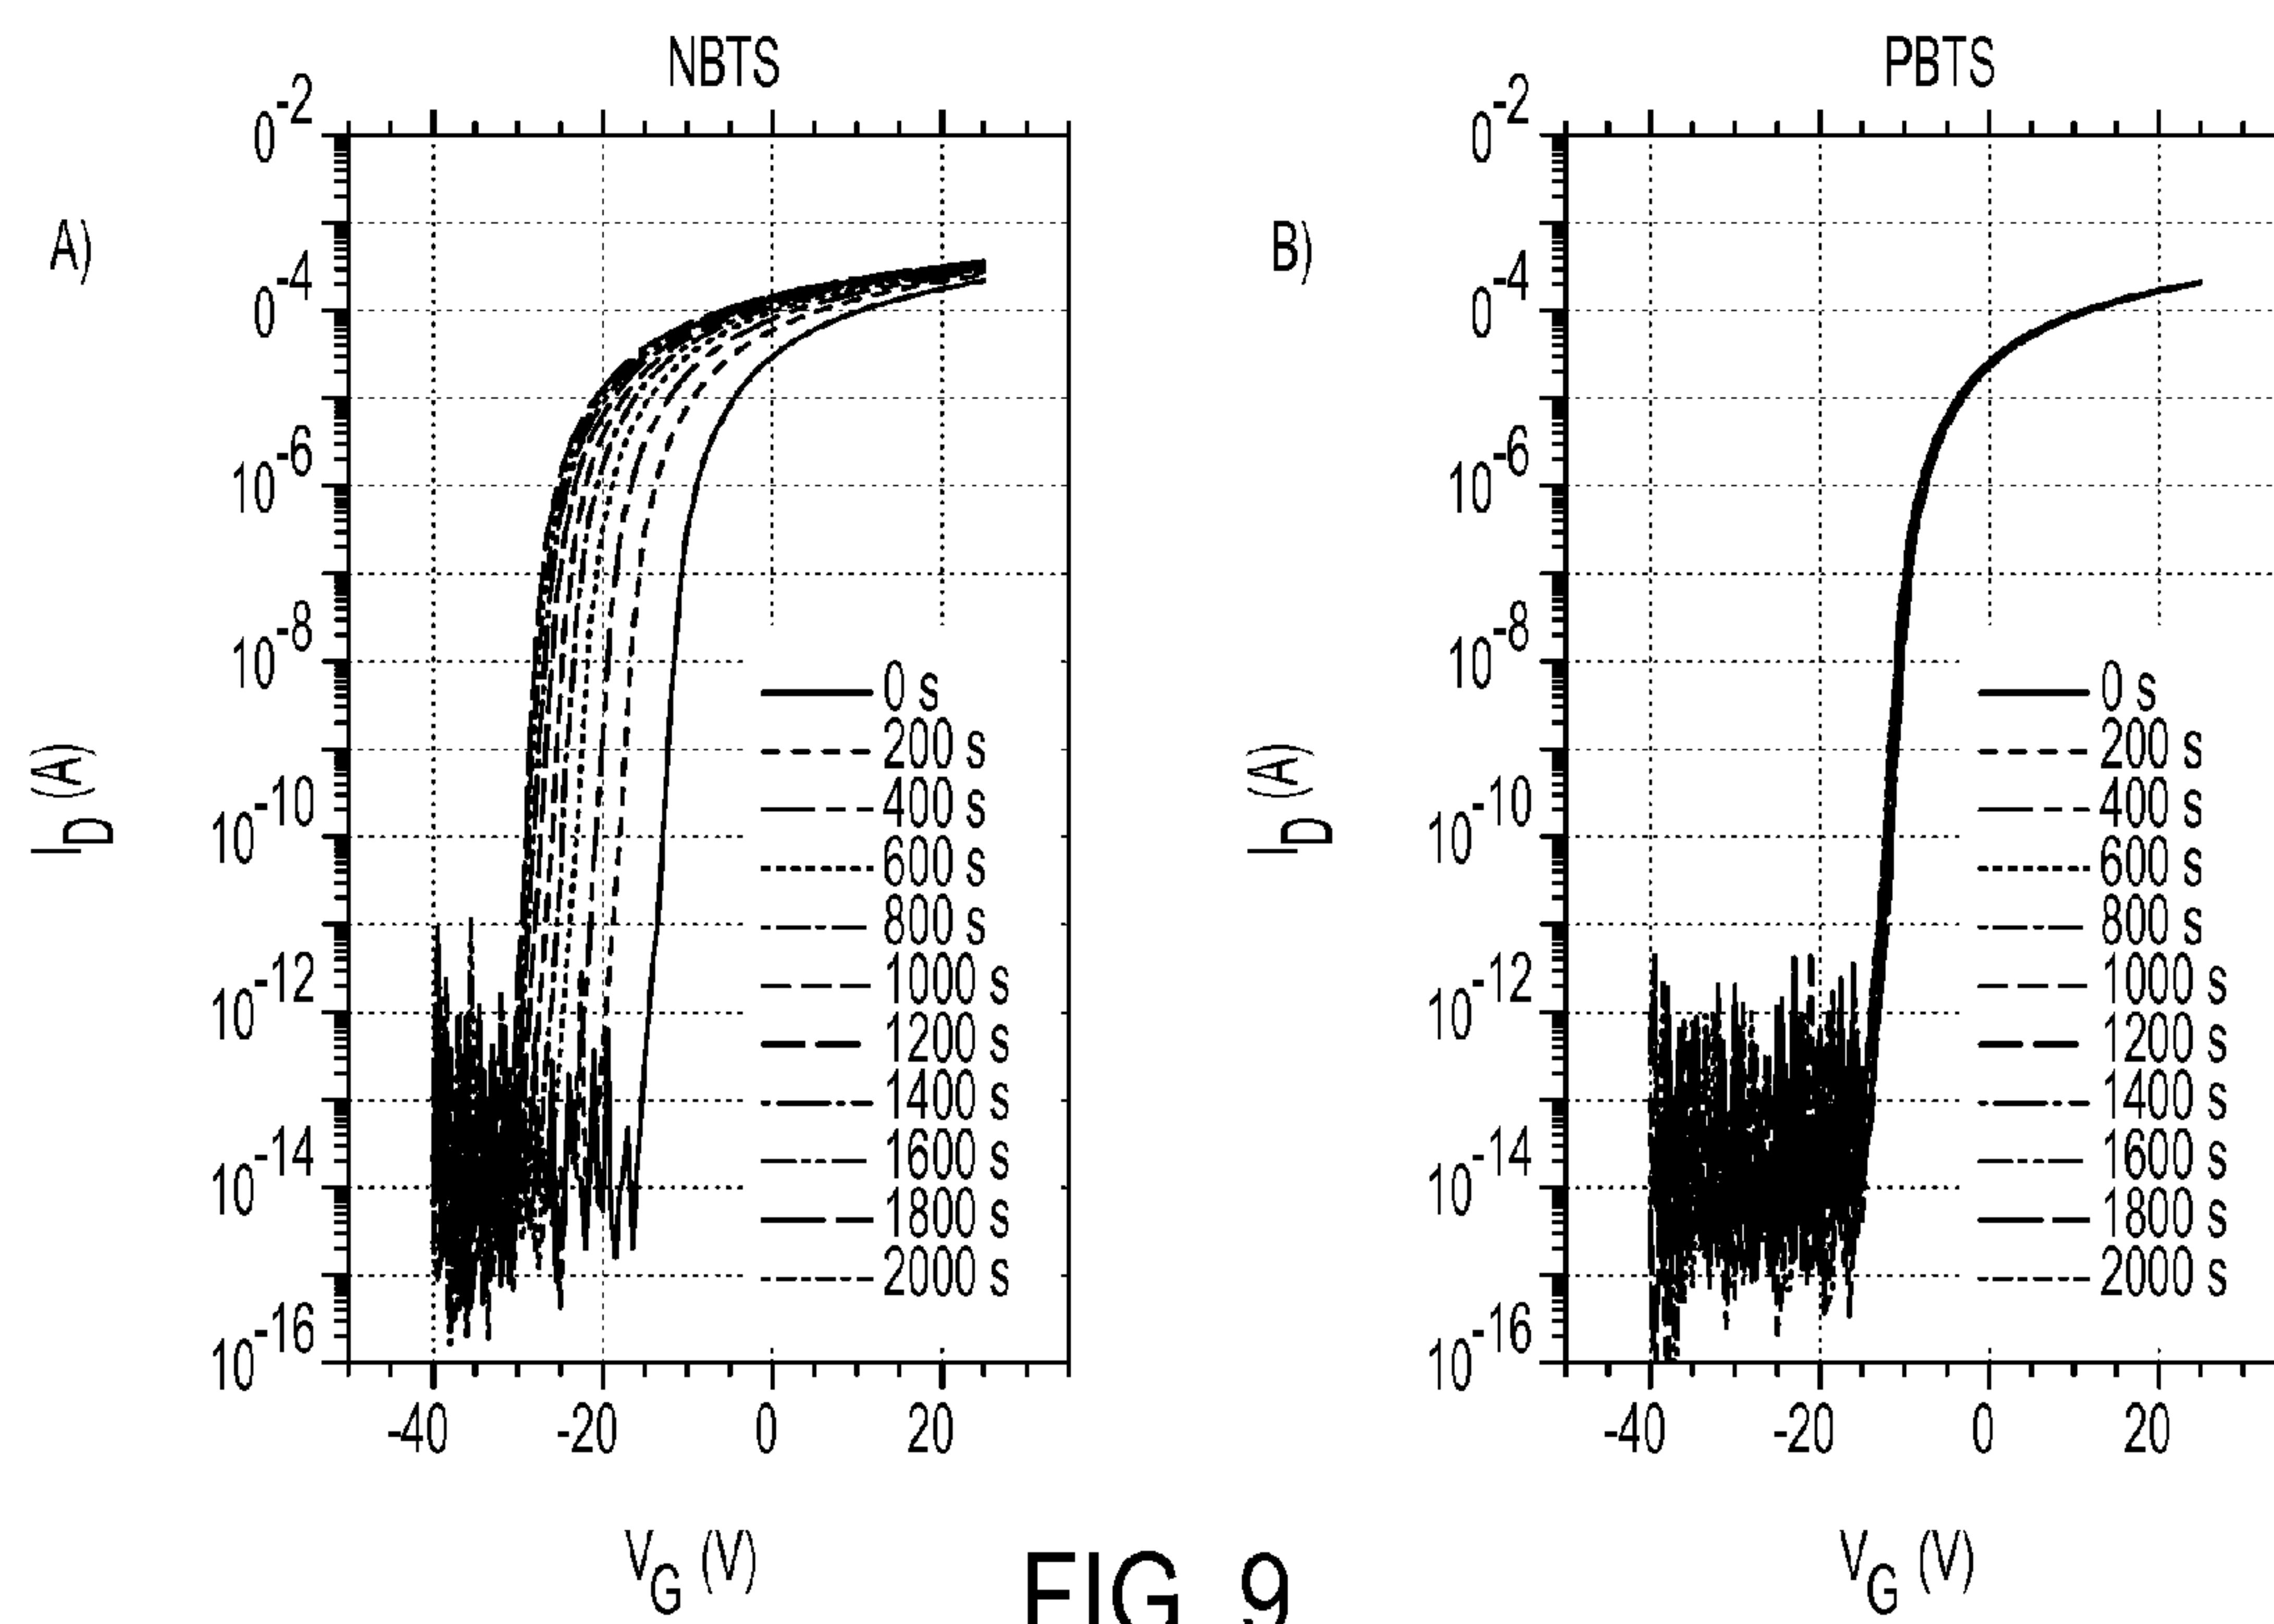 NBTS
A)
0-2
0-4
10-6
10-8
10-10
10-12
10-14
10-16
ID (A)
0 s
200 s
400 s
600 s
800 s
1000 s
1200 s
1400 s
1600 s
1800 s
2000 s
-40 -20 0 20
VG (V)
PBTS
B)
0-2
0-4
10-6
10-8
10-10
10-12
10-14
10-16
ID (A)
0 s
200 s
400 s
600 s
800 s
1000 s
1200 s
1400 s
1600 s
1800 s
2000 s
-40 -20 0 20
VG (V)
FIG. 9